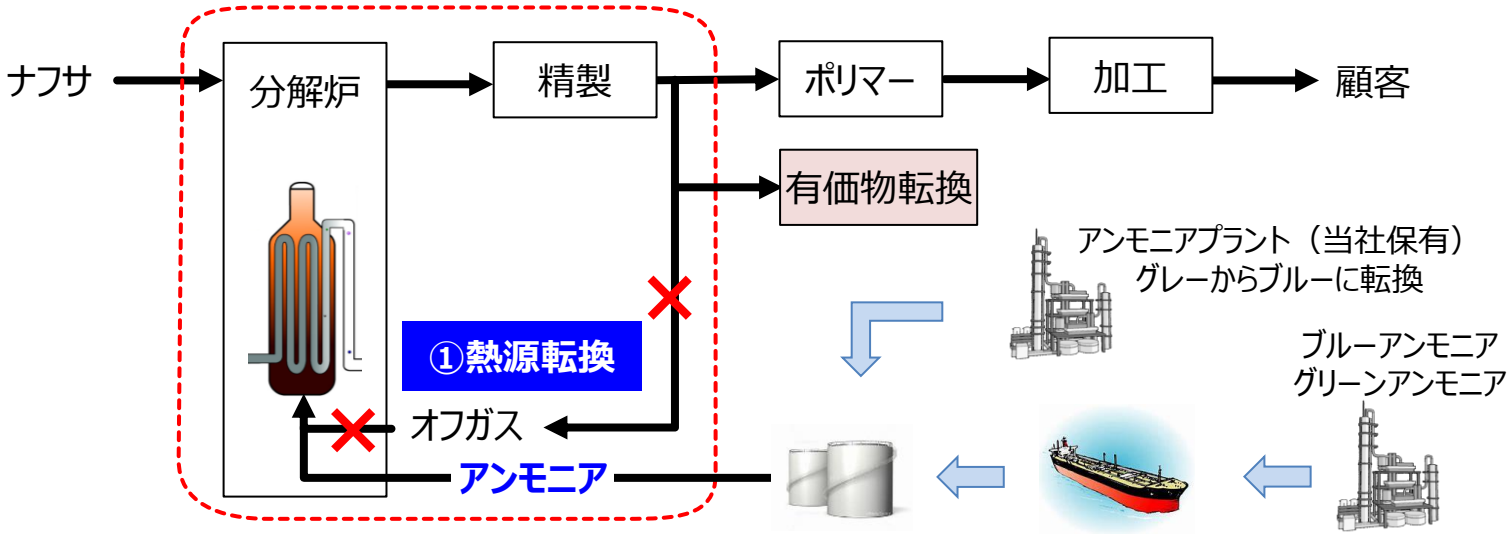 ナフサ
分解炉
精製
ポリマー
加工
顧客
有価物転換
アンモニアプラント（当社保有）
グレーからブルーに転換
①熱源転換
ブルーアンモニア
グリーンアンモニア
オフガス
アンモニア